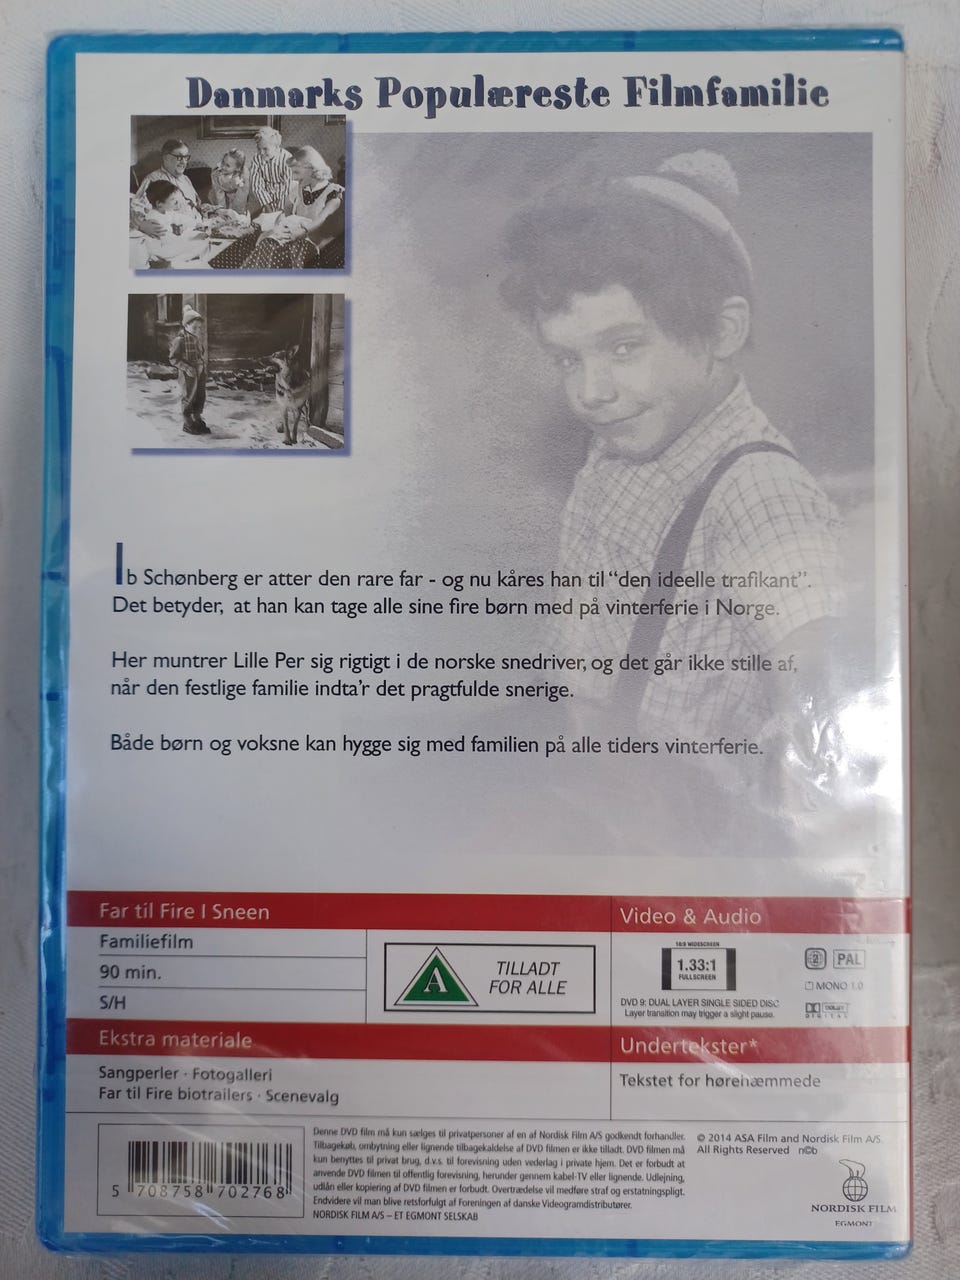 Danmarks Populæreste Filmfamilie
Ib Schønberg er atter den rare far - og nu kåres han til "den ideelle trafikant".
Det betyder, at han kan tage alle sine fire børn med på vinterferie i Norge.
Her muntrer Lille Per sig rigtigt i de norske snedriver, og det går ikke stille af,
når den festlige familie indta'r det pragtfulde snerige.
Både børn og voksne kan hygge sig med familien på alle tiders vinterferie.
Far til Fire I Sneen
Familiefilm
90 min.
S/H
A
TILLADT
FOR ALLE
Video & Audio
16:9 WIDESCREEN
1.33:1
FULLSCREEN
DVD 9: DUAL LAYER SINGLE SIDED DISC
Layer transition may trigger a slight pause.
2 PAL
MONO 1.0
DOLBY
DIGITAL
Ekstra materiale
Sangperler · Fotogalleri
Far til Fire biotrailers · Scenevalg
Undertekster*
Tekstet for hørehæmmede
5 708758 702768
Denne DVD film må kun sælges til privatpersoner af en af Nordisk Film A/S godkendt forhandler.
Tilbagekøb, ombytning eller lignende tilbagekaldelse af DVD filmen er ikke tilladt. DVD filmen må
kun benyttes til privat brug, d.v.s. til forevisning uden vederlag i private hjem. Det er forbudt at
anvende DVD filmen til offentlig forevisning, herunder gennem kabel-TV eller lignende. Udlejning,
udlån eller kopiering af DVD filmen er forbudt. Overtrædelse vil medføre straf og erstatningspligt.
Endvidere vil man blive retsforfulgt af Foreningen af danske Videogramdistributører.
NORDISK FILM A/S – ET EGMONT SELSKAB
© 2014 ASA Film and Nordisk Film A/S.
All Rights Reserved n©b
NORDISK FILM
EGMONT